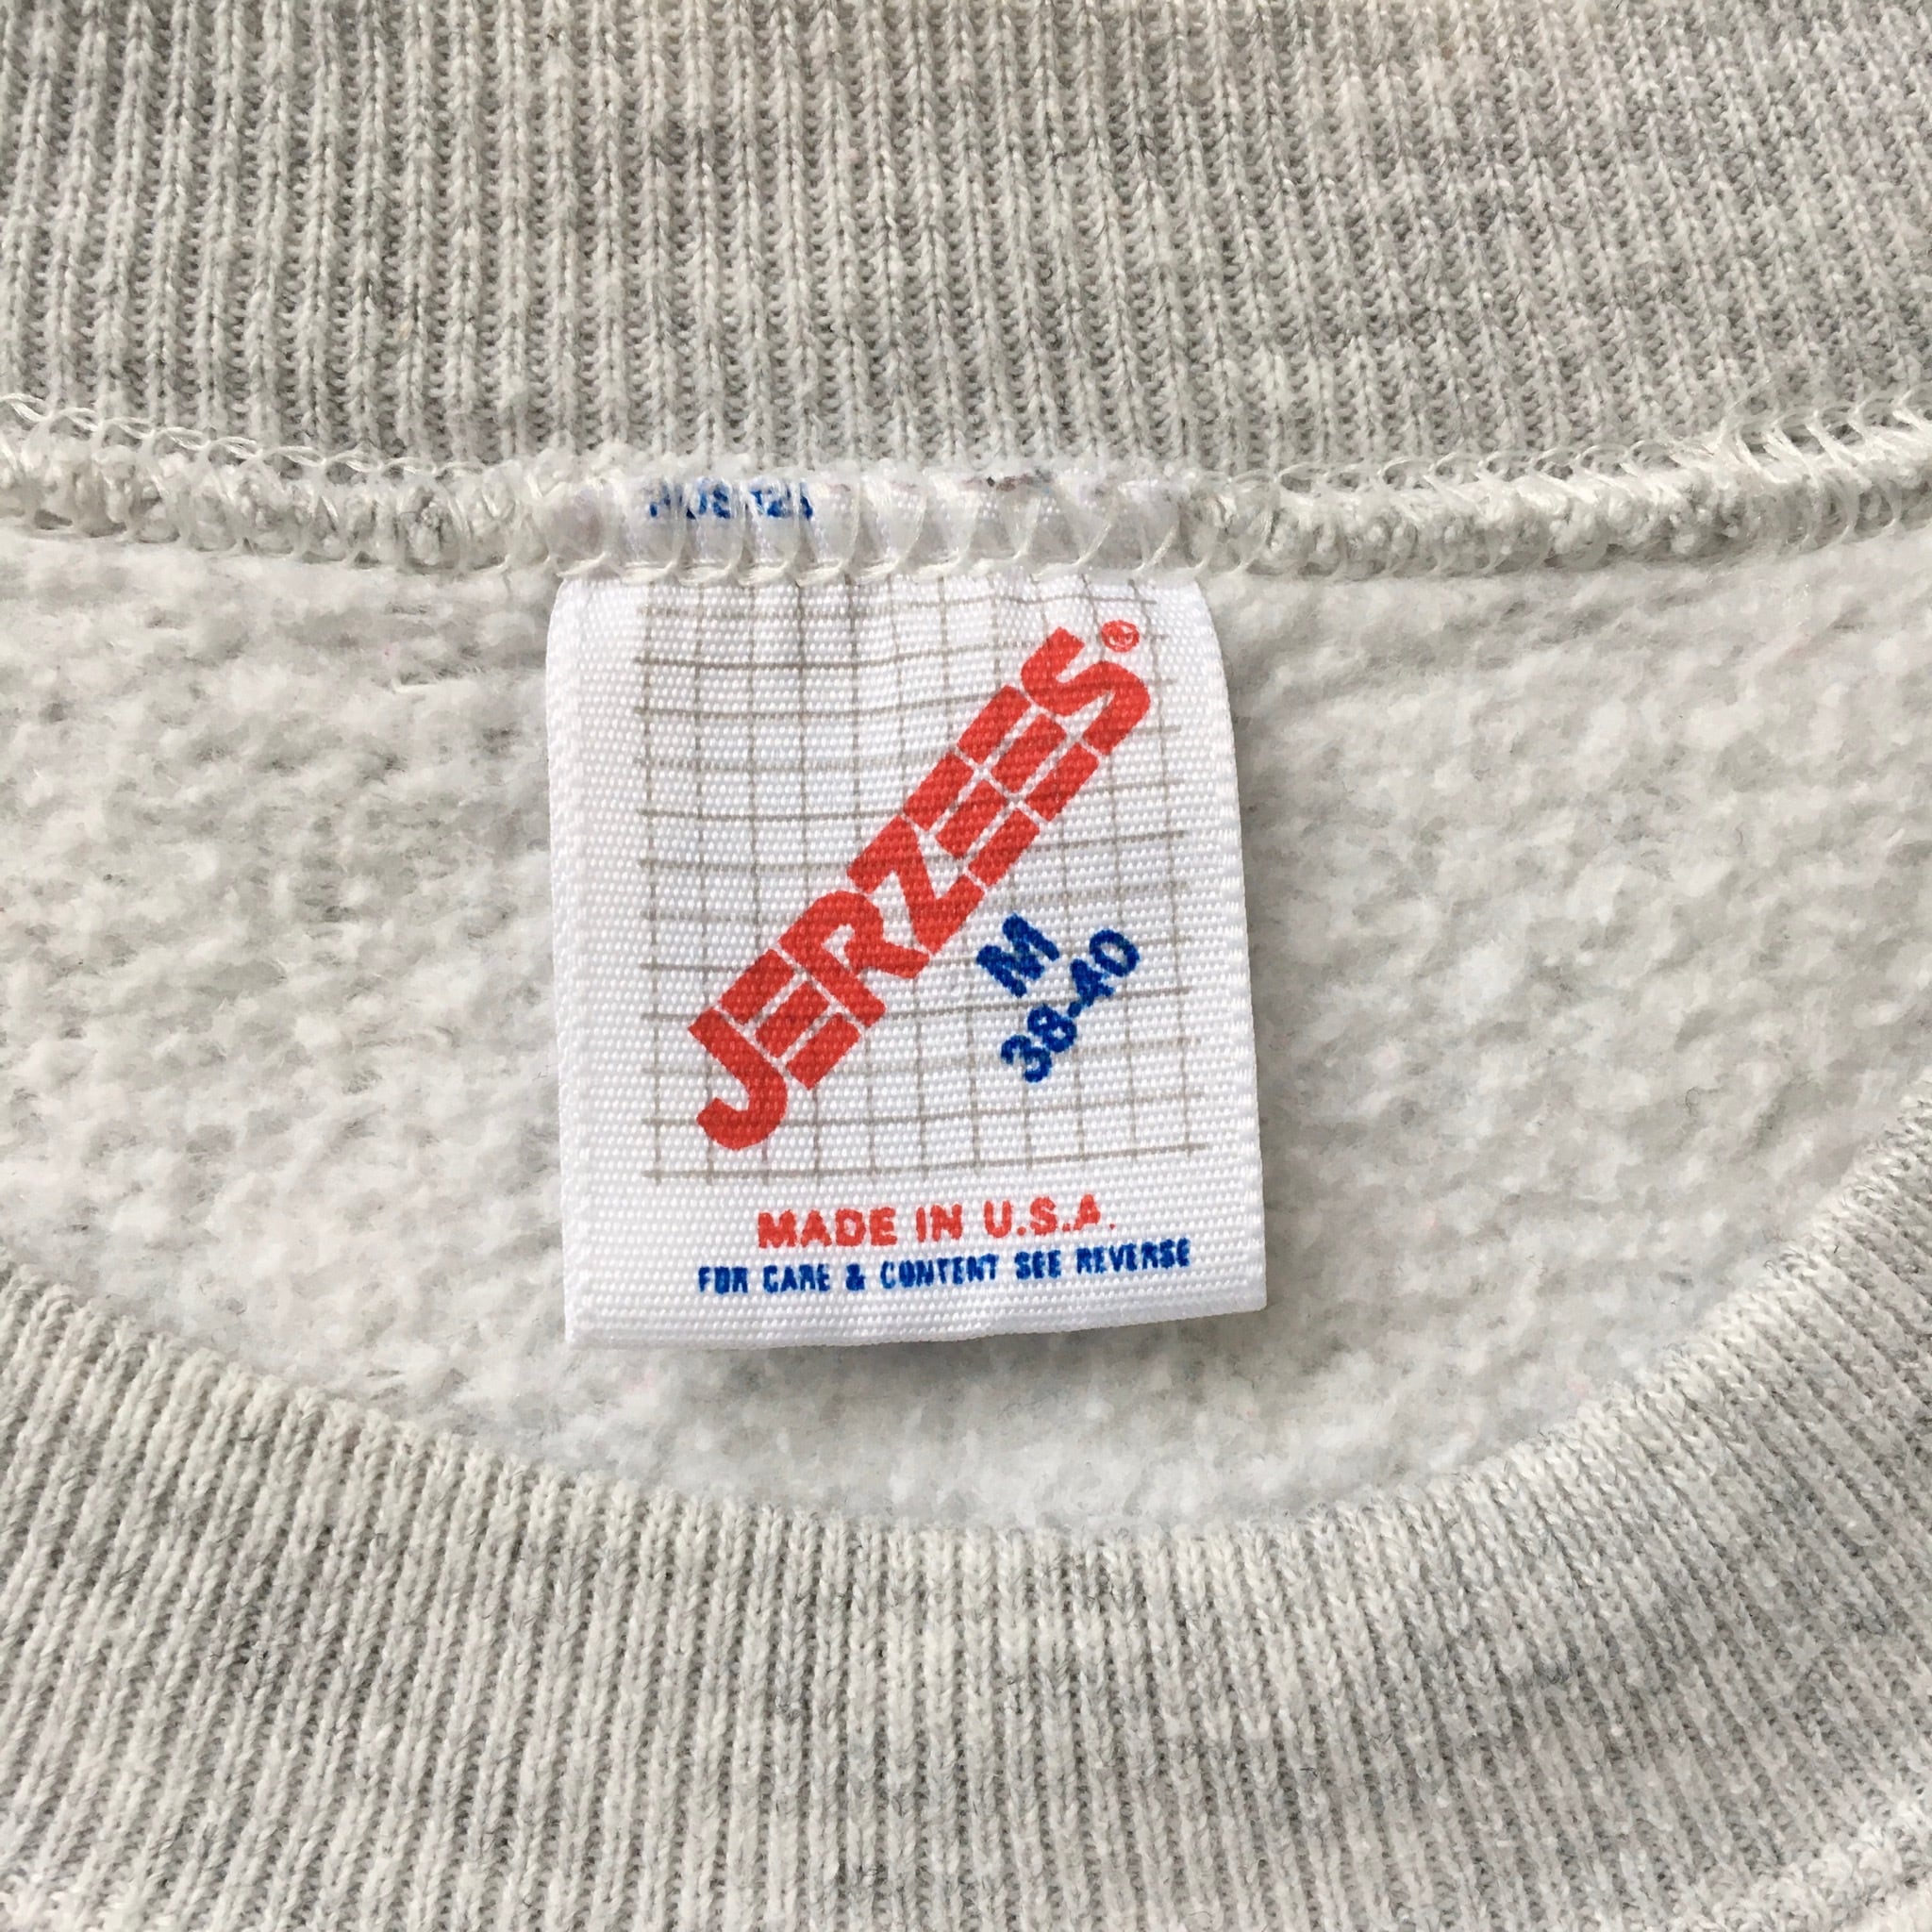 JERZEES®
M
38-40
MADE IN U.S.A.
FOR CARE & CONTENT SEE REVERSE